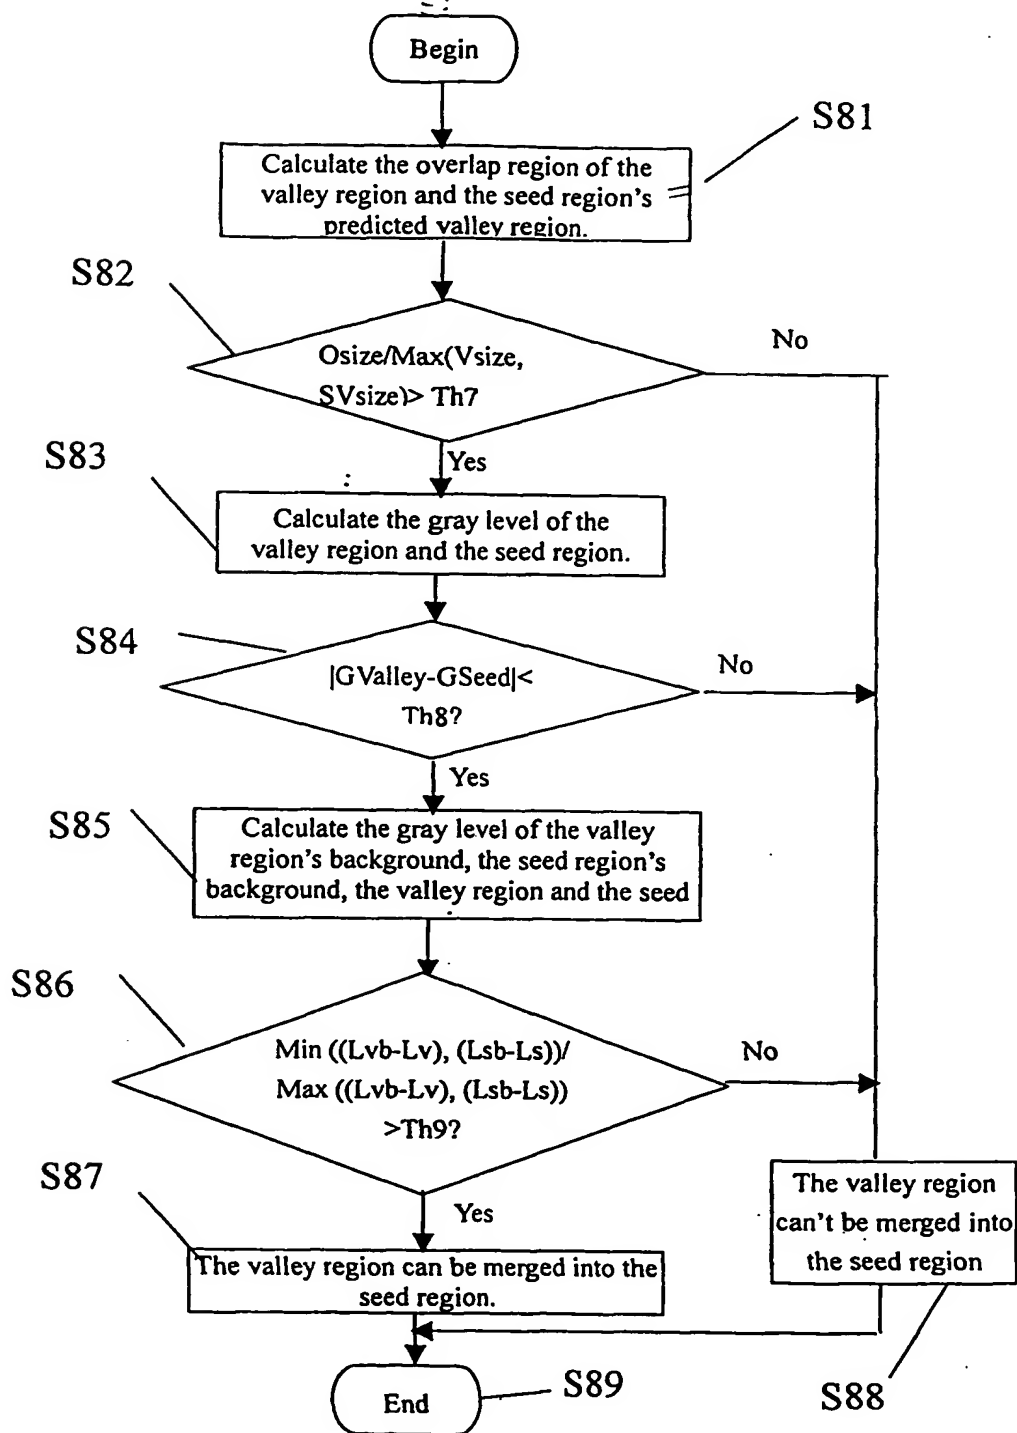 Begin
S81
Calculate the overlap region of the
valley region and the seed region's
predicted valley region.
S82
No
Osize/Max(Vsize,
SVsize)> Th7
S83
Yes
Calculate the gray level of the
valley region and the seed region.
S84
No
|GValley-GSeed|<
Th8?
Yes
S85
Calculate the gray level of the valley
region's background, the seed region's
background, the valley region and the seed
S86
No
Min ((Lvb-Lv), (Lsb-Ls))/
Max ((Lvb-Lv), (Lsb-Ls))
>Th9?
S87
Yes
The valley region
can't be merged into
the seed region
The valley region can be merged into the
seed region.
S89
S88
End